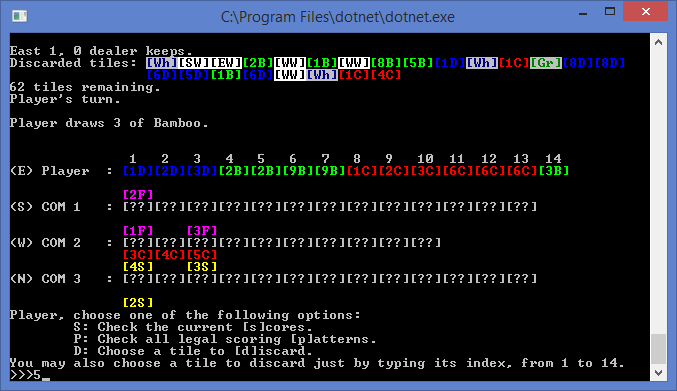 C:\Program Files\dotnet\dotnet.exe
East 1, 0 dealer keeps.
Discarded tiles: [Wh][SW][EW][2B][WW][1B][WW][8B][5B][1D][Wh][1C][Gr][8D][8D]
[6D][5D][1B][6D][WW][Wh][1C][4C]
62 tiles remaining.
Player's turn.
Player draws 3 of Bamboo.
1 2 3 4 5 6 7 8 9 10 11 12 13 14
(E) Player : [1D][2D][3D][2B][2B][9B][9B][1C][2C][3C][6C][6C][6C][3B]
[2F]
(S) COM 1 : [??][??][??][??][??][??][??][??][??][??][??][??][??]
[1F] [3F]
(W) COM 2 : [??][??][??][??][??][??][??][??][??][??]
[3C][4C][5C]
[4S] [3S]
(N) COM 3 : [??][??][??][??][??][??][??][??][??][??][??][??][??]
[2S]
Player, choose one of the following options:
S: Check the current [s]cores.
P: Check all legal scoring [p]atterns.
D: Choose a tile to [d]iscard.
You may also choose a tile to discard just by typing its index, from 1 to 14.
>>>5_